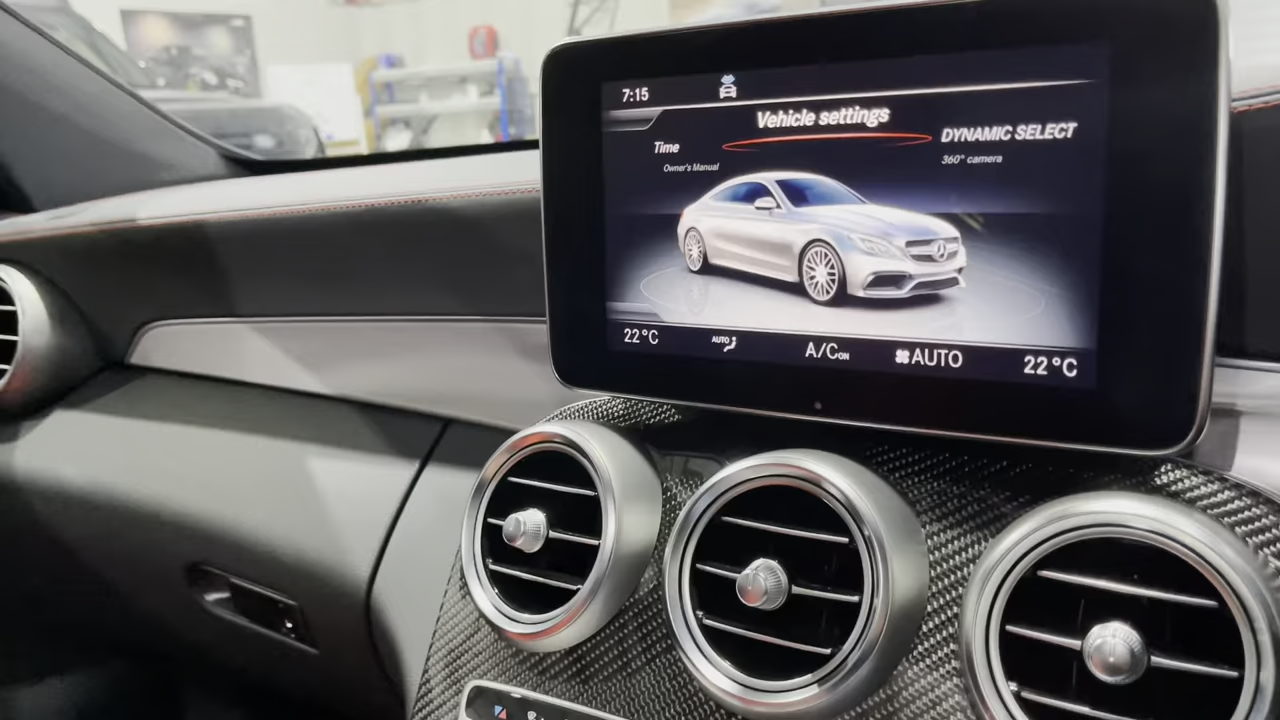 7:15
Vehicle settings
Time
DYNAMIC SELECT
Owner's Manual
360° camera
22°C
AUTO
A/C ON
AUTO
22°C